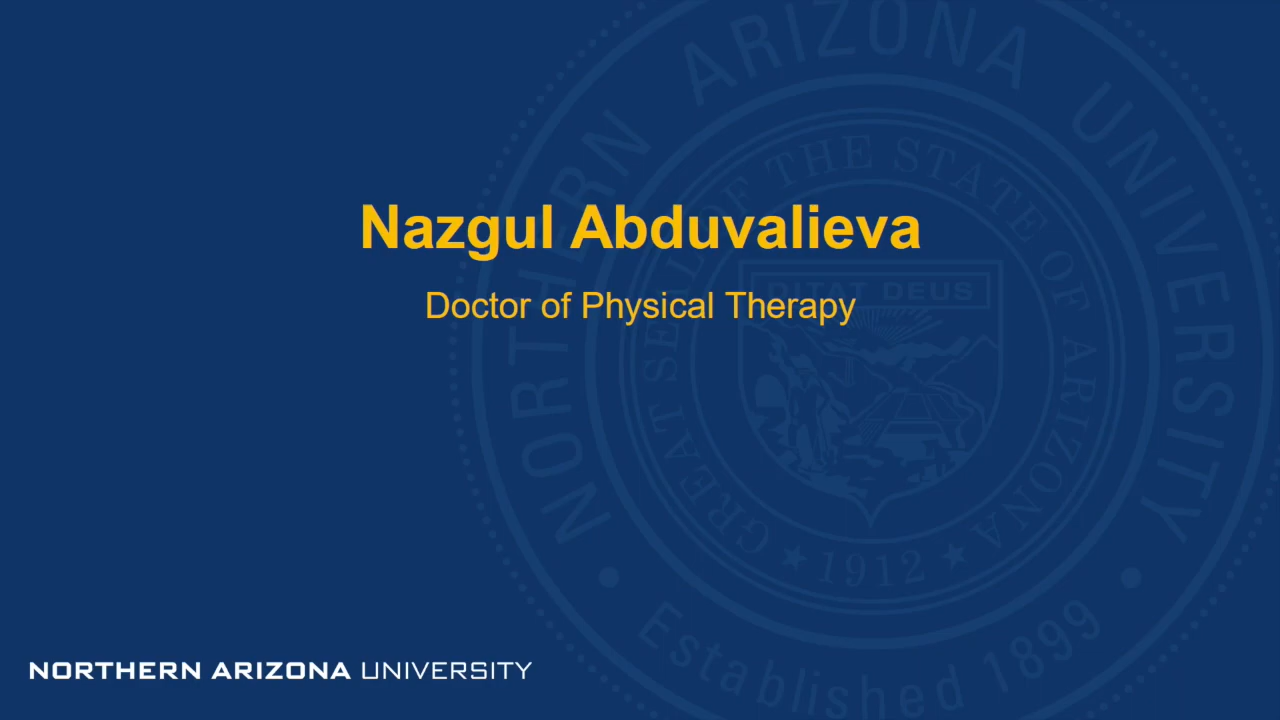 Nazgul Abduvalieva
Doctor of Physical Therapy
NORTHERN ARIZONA UNIVERSITY
NORTHERN ARIZONA UNIVERSITY
Established 1899
GREAT SEAL OF THE STATE OF ARIZONA
1912
DITAT DEUS